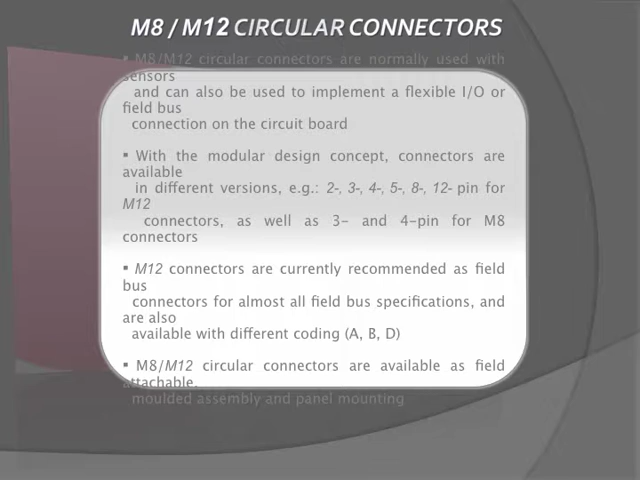 M8 / M12 CIRCULAR CONNECTORS
▪ M8/M12 circular connectors are normally used with
sensors
and can also be used to implement a flexible I/O or
field bus
connection on the circuit board
▪ With the modular design concept, connectors are
available
in different versions, e.g.: 2-, 3-, 4-, 5-, 8-, 12- pin for
M12
connectors, as well as 3- and 4-pin for M8
connectors
▪ M12 connectors are currently recommended as field
bus
connectors for almost all field bus specifications, and
are also
available with different coding (A, B, D)
▪ M8/M12 circular connectors are available as field
attachable,
moulded assembly and panel mounting